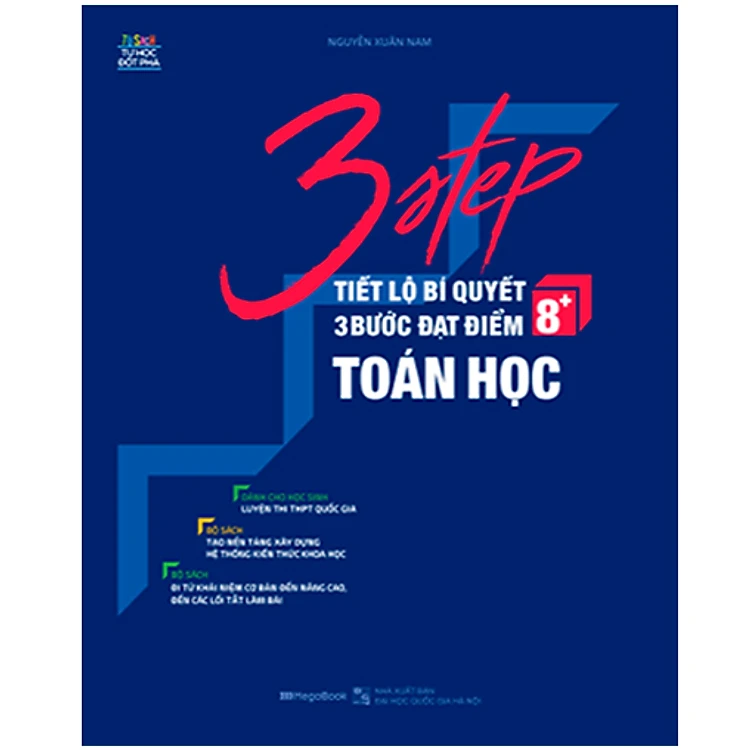 Tủ Sách
TỰ HỌC
ĐỘT PHÁ
NGUYỄN XUÂN NAM
3 step
TIẾT LỘ BÍ QUYẾT
3 BƯỚC ĐẠT ĐIỂM 8+
TOÁN HỌC
DÀNH CHO HỌC SINH
LUYỆN THI THPT QUỐC GIA
BỘ SÁCH
TẠO NỀN TẢNG XÂY DỰNG
HỆ THỐNG KIẾN THỨC KHOA HỌC
BỘ SÁCH
ĐI TỪ KHÁI NIỆM CƠ BẢN ĐẾN NÂNG CAO,
ĐẾN CÁC LỐI TẮT LÀM BÀI
MegaBook
NHÀ XUẤT BẢN
ĐẠI HỌC QUỐC GIA HÀ NỘI